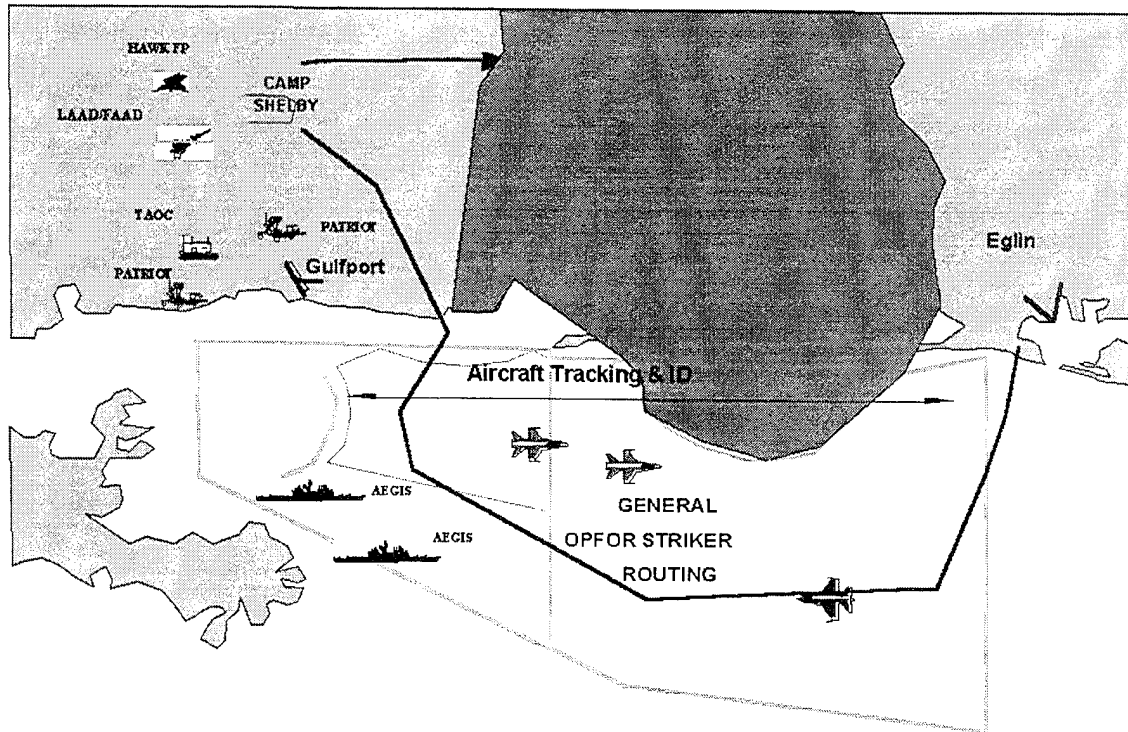 HAWK FP
CAMP
SHELBY
LAAD/FAAD
TAOC
PATRIOT
Gulfport
PATRIOT
Eglin
Aircraft Tracking & ID
AEGIS
GENERAL
AEGIS
OPFOR STRIKER
ROUTING